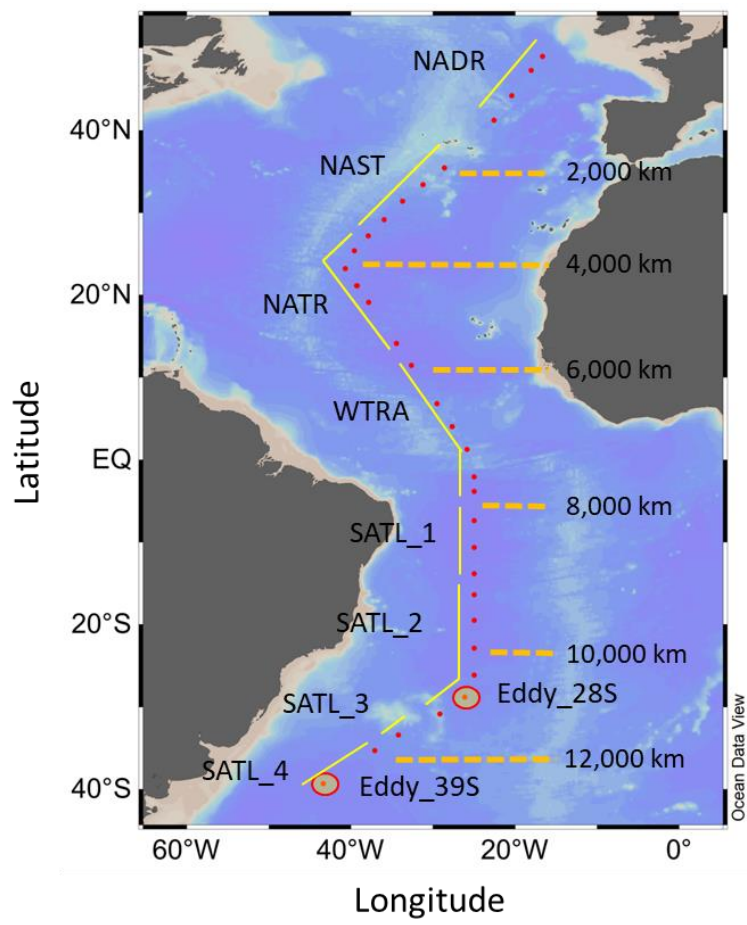 NADR
40°N
NAST
2,000 km
4,000 km
20°N
NATR
6,000 km
WTRA
EQ
8,000 km
SATL_1
20°S
SATL_2
10,000 km
Eddy_28S
SATL_3
12,000 km
SATL_4
40°S
Eddy_39S
60°W
40°W
20°W
0°
Latitude
Longitude
Ocean Data View